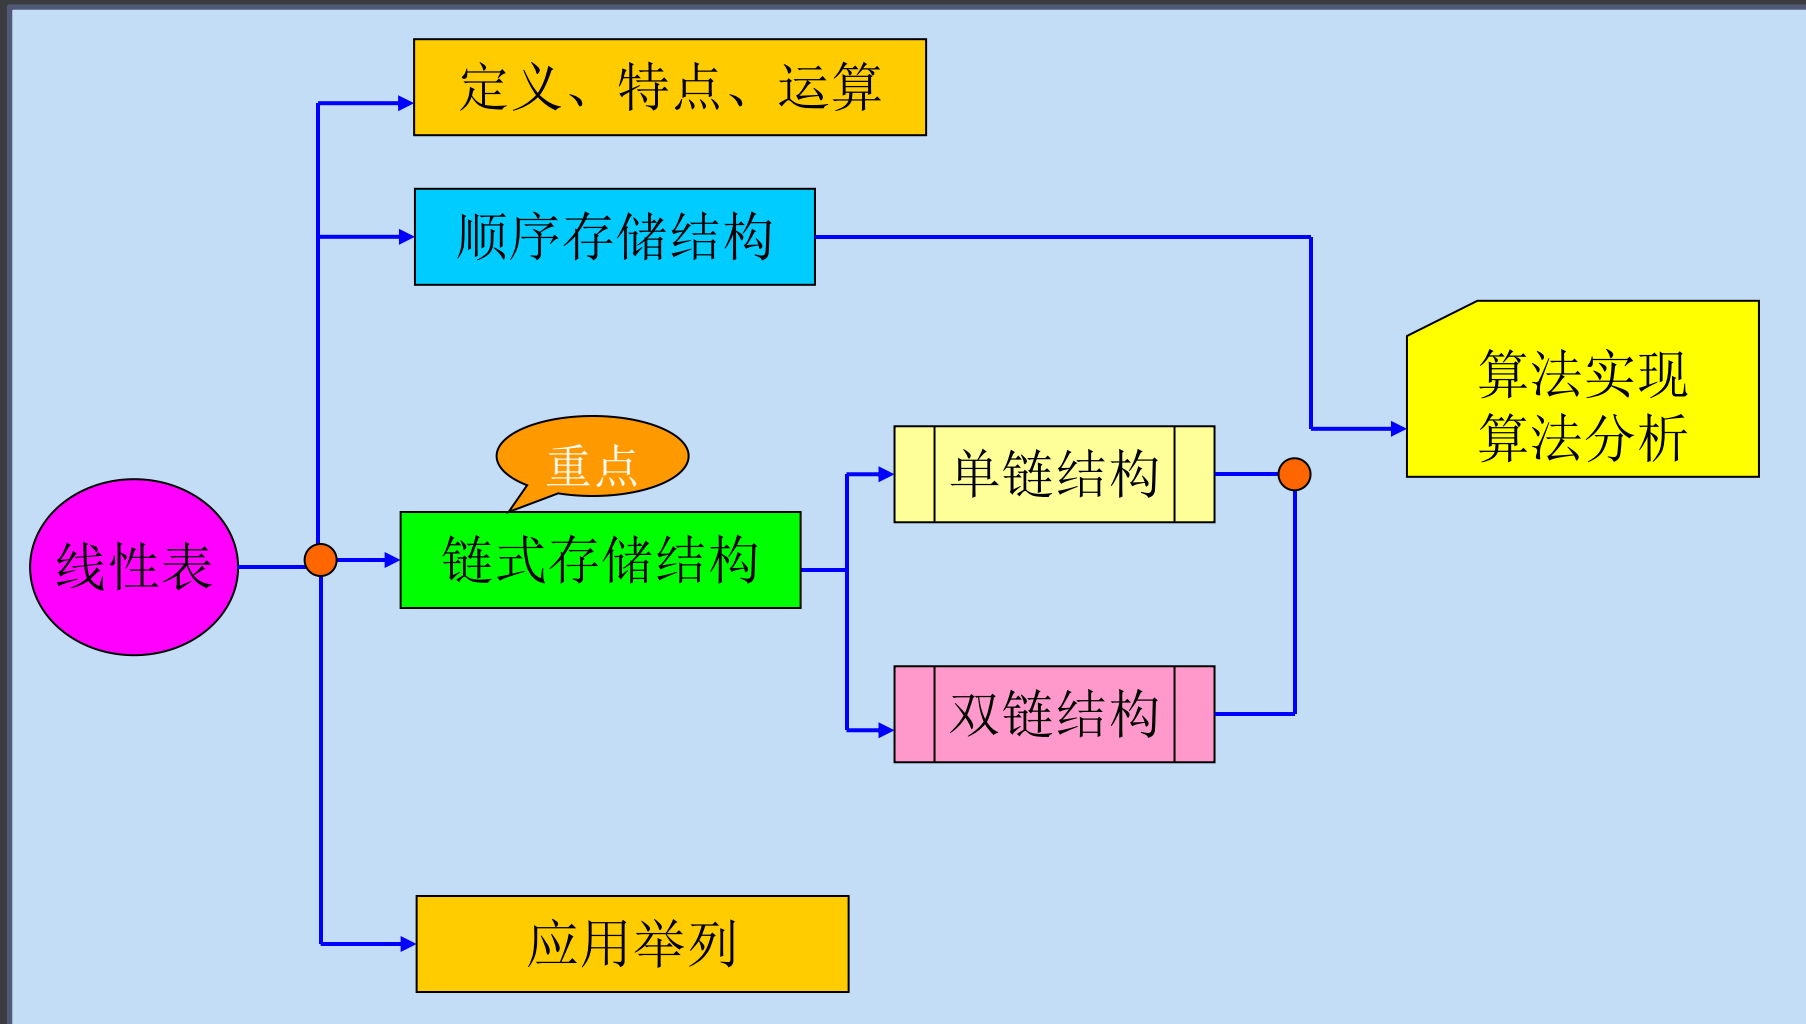 定义、特点、运算
顺序存储结构
算法实现
算法分析
重点
单链结构
线性表
链式存储结构
双链结构
应用举列